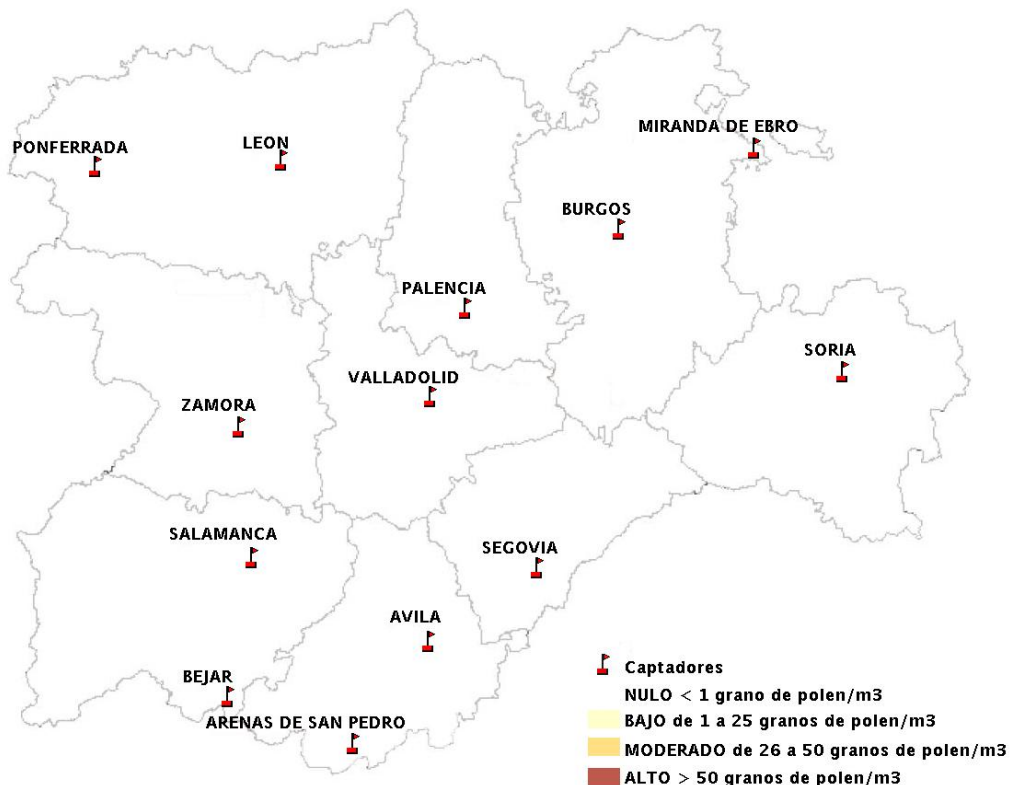 MIRANDA DE EBRO
PONFERRADA
LEON
BURGOS
PALENCIA
SORIA
VALLADOLID
ZAMORA
SALAMANCA
SEGOVIA
AVILA
BEJAR
ARENAS DE SAN PEDRO
Captadores
NULO < 1 grano de polen/m3
BAJO de 1 a 25 granos de polen/m3
MODERADO de 26 a 50 granos de polen/m3
ALTO > 50 granos de polen/m3